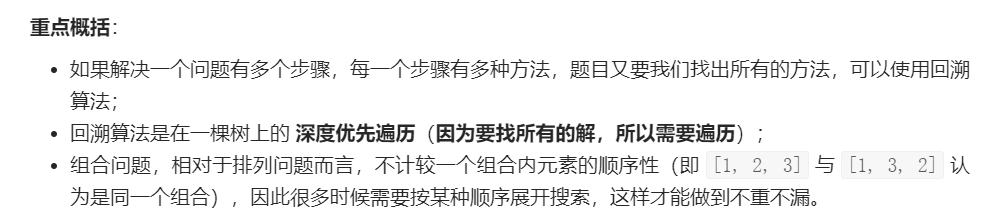 重点概括：
• 如果解决一个问题有多个步骤，每一个步骤有多种方法，题目又要我们找出所有的方法，可以使用回溯
算法；
• 回溯算法是在一棵树上的 深度优先遍历（因为要找所有的解，所以需要遍历）；
• 组合问题，相对于排列问题而言，不计较一个组合内元素的顺序性（即 [1, 2, 3] 与 [1, 3, 2] 认
为是同一个组合），因此很多时候需要按某种顺序展开搜索，这样才能做到不重不漏。